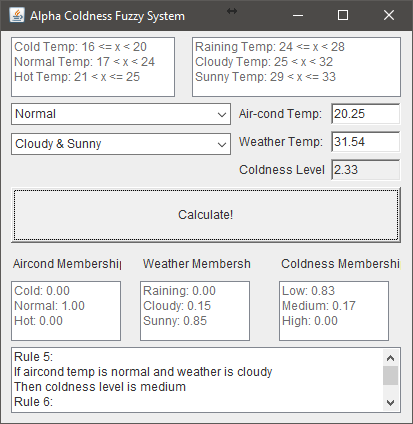 Alpha Coldness Fuzzy System
Cold Temp: 16 <= x < 20
Normal Temp: 17 < x < 24
Hot Temp: 21 < x <= 25
Raining Temp: 24 <= x < 28
Cloudy Temp: 25 < x < 32
Sunny Temp: 29 < x <= 33
Normal
Air-cond Temp: 20.25
Cloudy & Sunny
Weather Temp: 31.54
Coldness Level 2.33
Calculate!
Aircond Membership
Weather Membersh
Coldness Membershi
Cold: 0.00
Normal: 1.00
Hot: 0.00
Raining: 0.00
Cloudy: 0.15
Sunny: 0.85
Low: 0.83
Medium: 0.17
High: 0.00
Rule 5:
If aircond temp is normal and weather is cloudy
Then coldness level is medium
Rule 6: